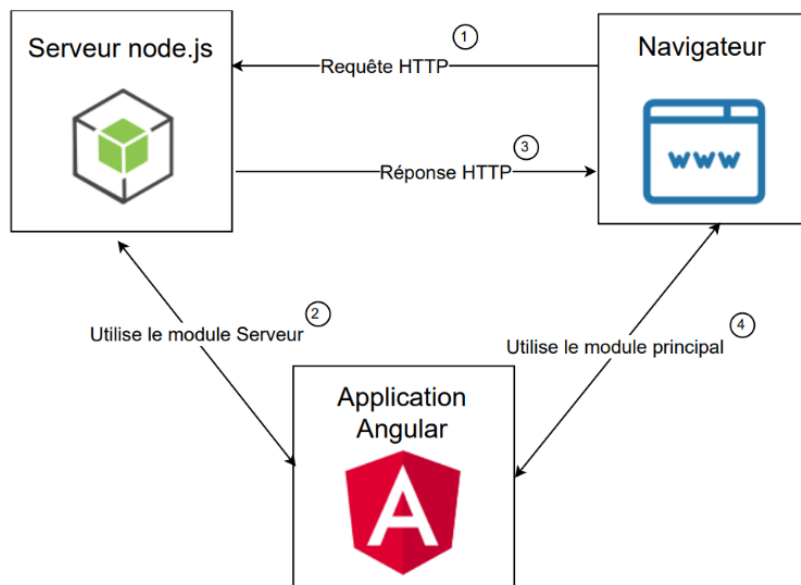 Serveur node.js
1
Requête HTTP
Navigateur
www
3
Réponse HTTP
2
Utilise le module Serveur
4
Utilise le module principal
Application
Angular
A